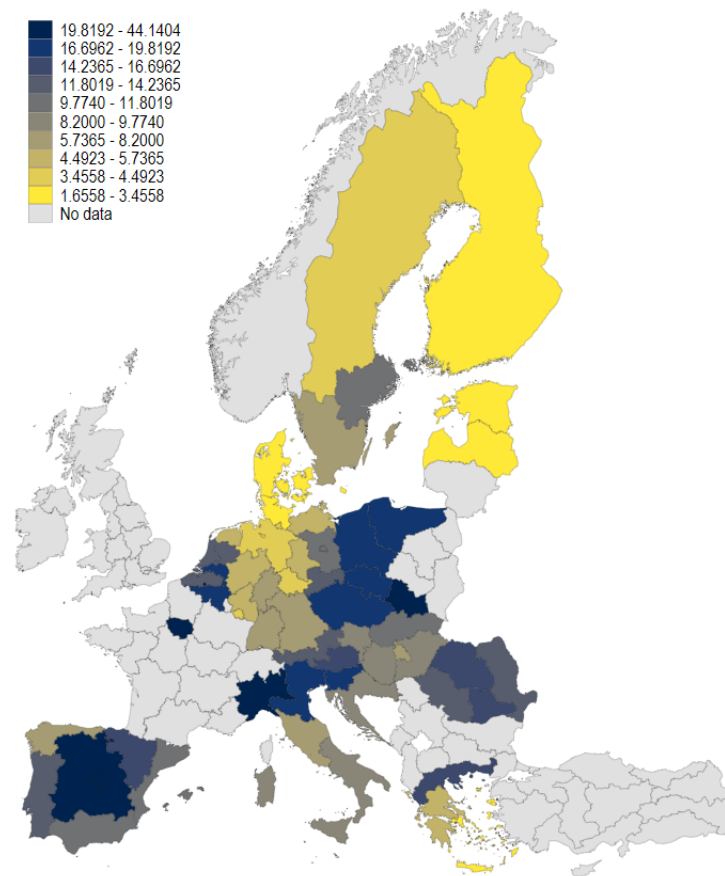 19.8192 - 44.1404
16.6962 - 19.8192
14.2365 - 16.6962
11.8019 - 14.2365
9.7740 - 11.8019
8.2000 - 9.7740
5.7365 - 8.2000
4.4923 - 5.7365
3.4558 - 4.4923
1.6558 - 3.4558
No data